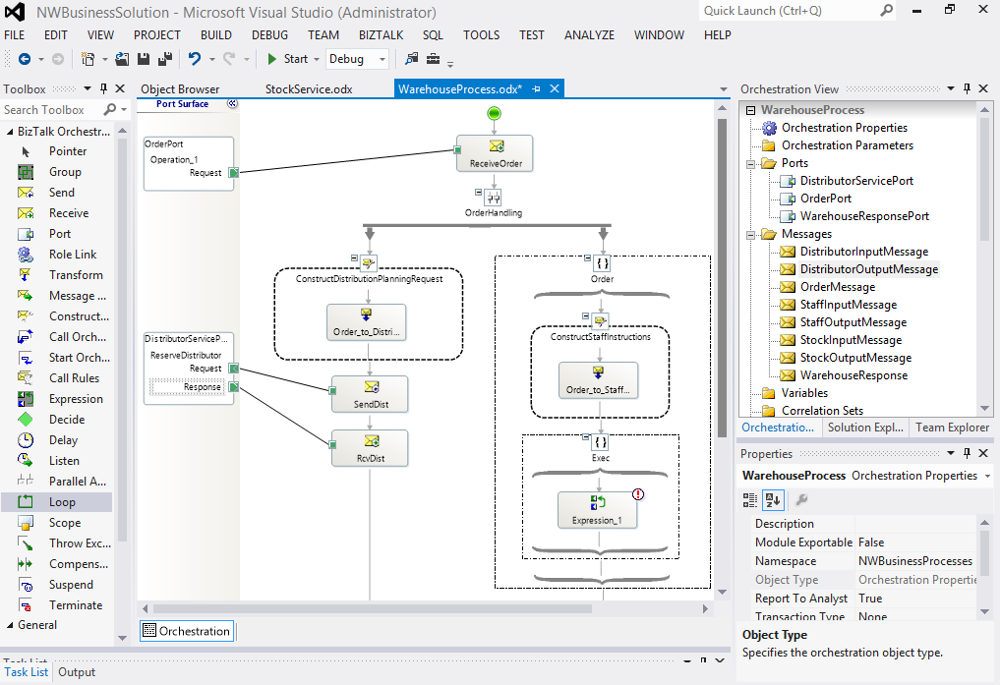 NWBusinessSolution - Microsoft Visual Studio (Administrator)
Quick Launch (Ctrl+Q)
FILE EDIT VIEW PROJECT BUILD DEBUG TEAM BIZTALK SQL TOOLS TEST ANALYZE WINDOW HELP
Start Debug
Toolbox
Search Toolbox
BizTalk Orchestr...
Pointer
Group
Send
Receive
Port
Role Link
Transform
Message ...
Construct...
Call Orch...
Start Orch...
Call Rules
Expression
Decide
Delay
Listen
Parallel A...
Loop
Scope
Throw Exc...
Compens...
Suspend
Terminate
General
Object Browser StockService.odx WarehouseProcess.odx*
Port Surface
OrderPort
Operation_1
Request
DistributorServiceP...
ReserveDistributor
Request
Response
ReceiveOrder
OrderHandling
ConstructDistributionPlanningRequest
Order_to_Distri...
SendDist
RcvDist
Order
ConstructStaffInstructions
Order_to_Staff...
Exec
Expression_1
Orchestration
Orchestration View
WarehouseProcess
Orchestration Properties
Orchestration Parameters
Ports
DistributorServicePort
OrderPort
WarehouseResponsePort
Messages
DistributorInputMessage
DistributorOutputMessage
OrderMessage
StaffInputMessage
StaffOutputMessage
StockInputMessage
StockOutputMessage
WarehouseResponse
Variables
Correlation Sets
Orchestratio... Solution Expl... Team Explorer
Properties
WarehouseProcess Orchestration Properties
Description
Module Exportable False
Namespace NWBusinessProcesses
Object Type Orchestration Propertie
Report To Analyst True
Transaction Type None
Object Type
Specifies the orchestration object type.
Task List
Task List Output